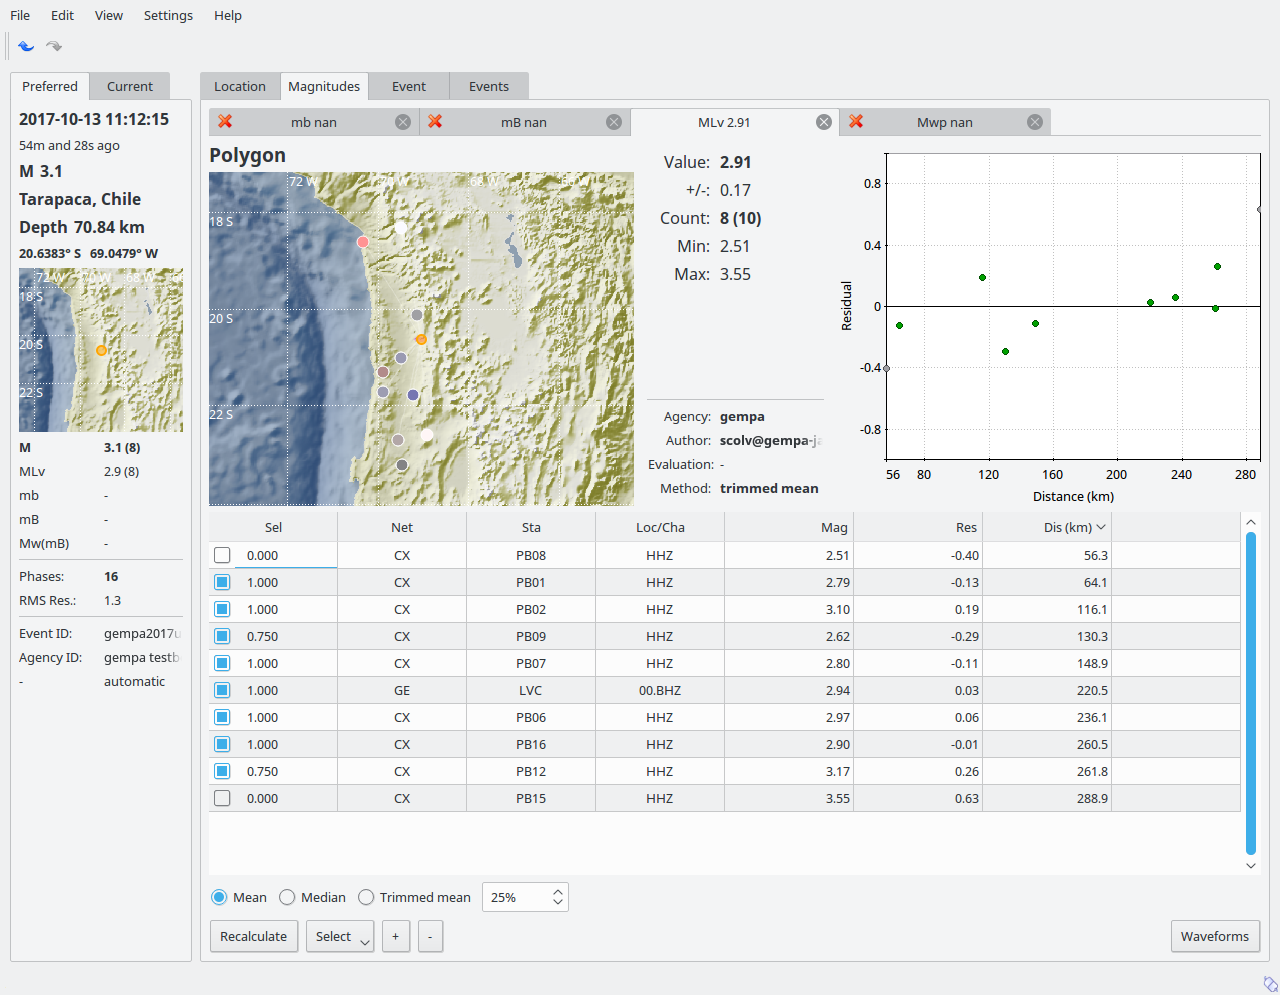 File Edit View Settings Help
Preferred Current
2017-10-13 11:12:15
54m and 28s ago
M 3.1
Tarapaca, Chile
Depth 70.84 km
20.6383° S 69.0479° W
72 W 70 W 68 W
18 S
20 S
22 S
M 3.1 (8)
MLv 2.9 (8)
mb -
mB -
Mw(mB) -
Phases: 16
RMS Res.: 1.3
Event ID: gempa2017u
Agency ID: gempa testb
- automatic
Location Magnitudes Event Events
mb nan mB nan MLv 2.91 Mwp nan
Polygon
72 W
18 S
20 S
22 S
Value: 2.91
+/-: 0.17
Count: 8 (10)
Min: 2.51
Max: 3.55
Agency: gempa
Author: scolv@gempa-ja
Evaluation: -
Method: trimmed mean
Residual
0.8
0.4
0
-0.4
-0.8
56 80 120 160 200 240 280
Distance (km)
Sel Net Sta Loc/Cha Mag Res Dis (km)
0.000 CX PB08 HHZ 2.51 -0.40 56.3
1.000 CX PB01 HHZ 2.79 -0.13 64.1
1.000 CX PB02 HHZ 3.10 0.19 116.1
0.750 CX PB09 HHZ 2.62 -0.29 130.3
1.000 CX PB07 HHZ 2.80 -0.11 148.9
1.000 GE LVC 00.BHZ 2.94 0.03 220.5
1.000 CX PB06 HHZ 2.97 0.06 236.1
1.000 CX PB16 HHZ 2.90 -0.01 260.5
0.750 CX PB12 HHZ 3.17 0.26 261.8
0.000 CX PB15 HHZ 3.55 0.63 288.9
Mean Median Trimmed mean 25%
Recalculate Select + - Waveforms